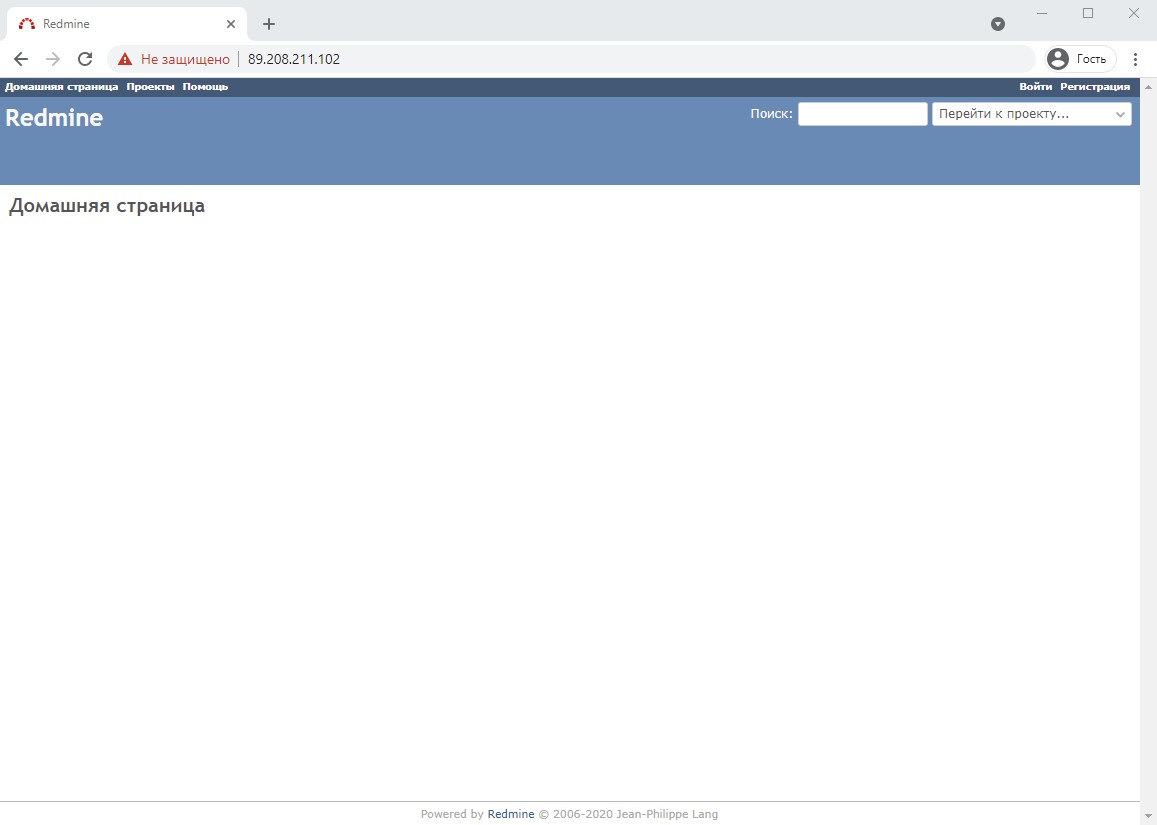 Redmine
Не защищено 89.208.211.102 Гость
Домашняя страница Проекты Помощь Войти Регистрация
Redmine Поиск: Перейти к проекту...
Домашняя страница
Powered by Redmine © 2006-2020 Jean-Philippe Lang